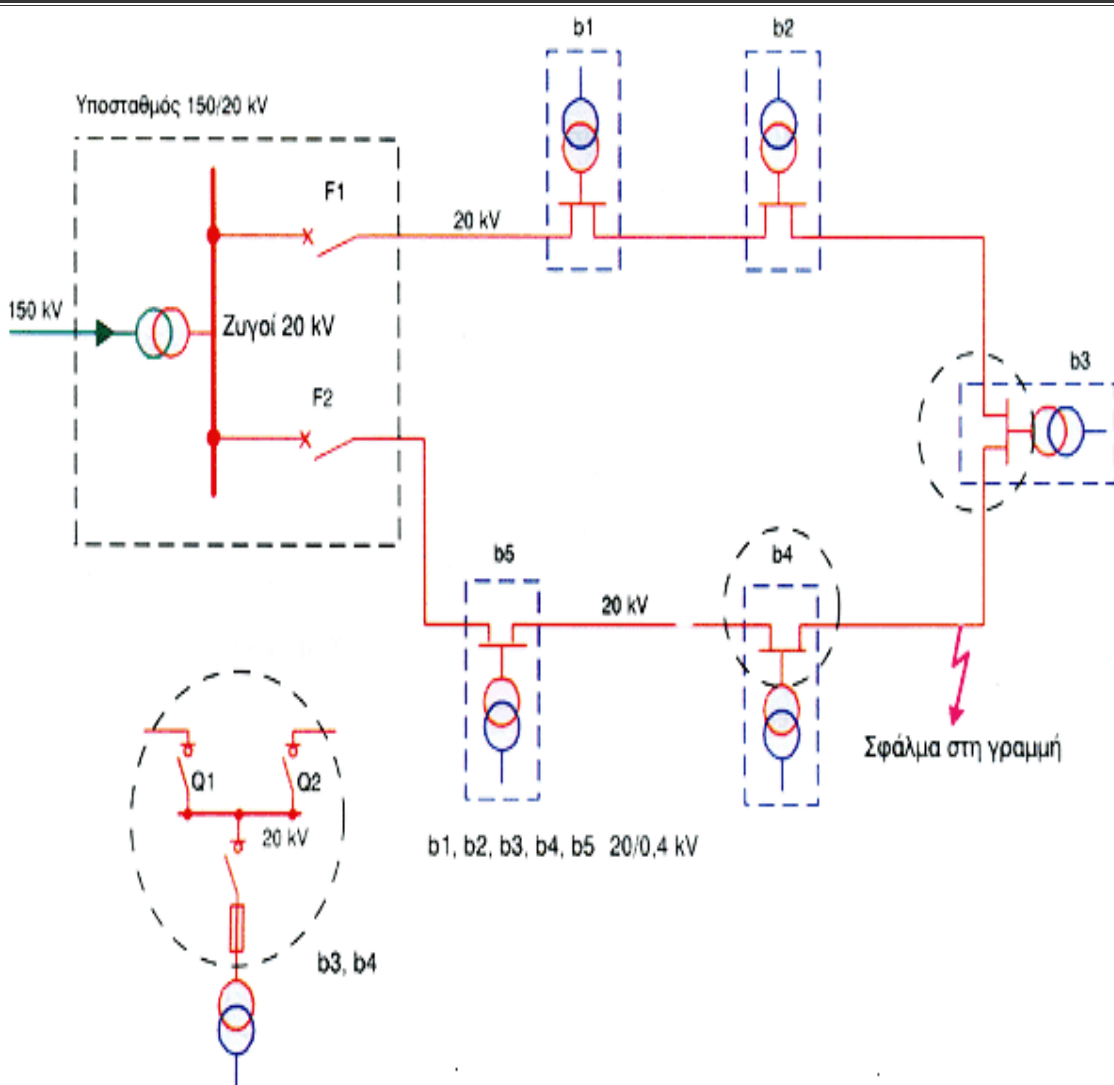 b1
b2
Υποσταθμός 150/20 kV
F1
20 kV
150 kV
Ζυγοί 20 kV
b3
F2
b5
b4
20 kV
Σφάλμα στη γραμμή
Q1
Q2
20 kV
b1, b2, b3, b4, b5 20/0,4 kV
b3, b4